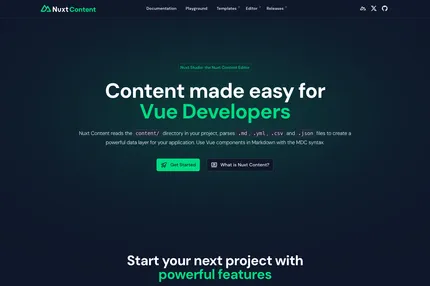 NuxtContent
Documentation
Playground
Templates
Editor
Releases
Nuxt Studio: the Nuxt Content Editor
Content made easy for
Vue Developers
Nuxt Content reads the content/ directory in your project, parses .md, .yml, .csv and .json files to create a
powerful data layer for your application. Use Vue components in Markdown with the MDC syntax.
Get Started
What is Nuxt Content?
Start your next project with
powerful features